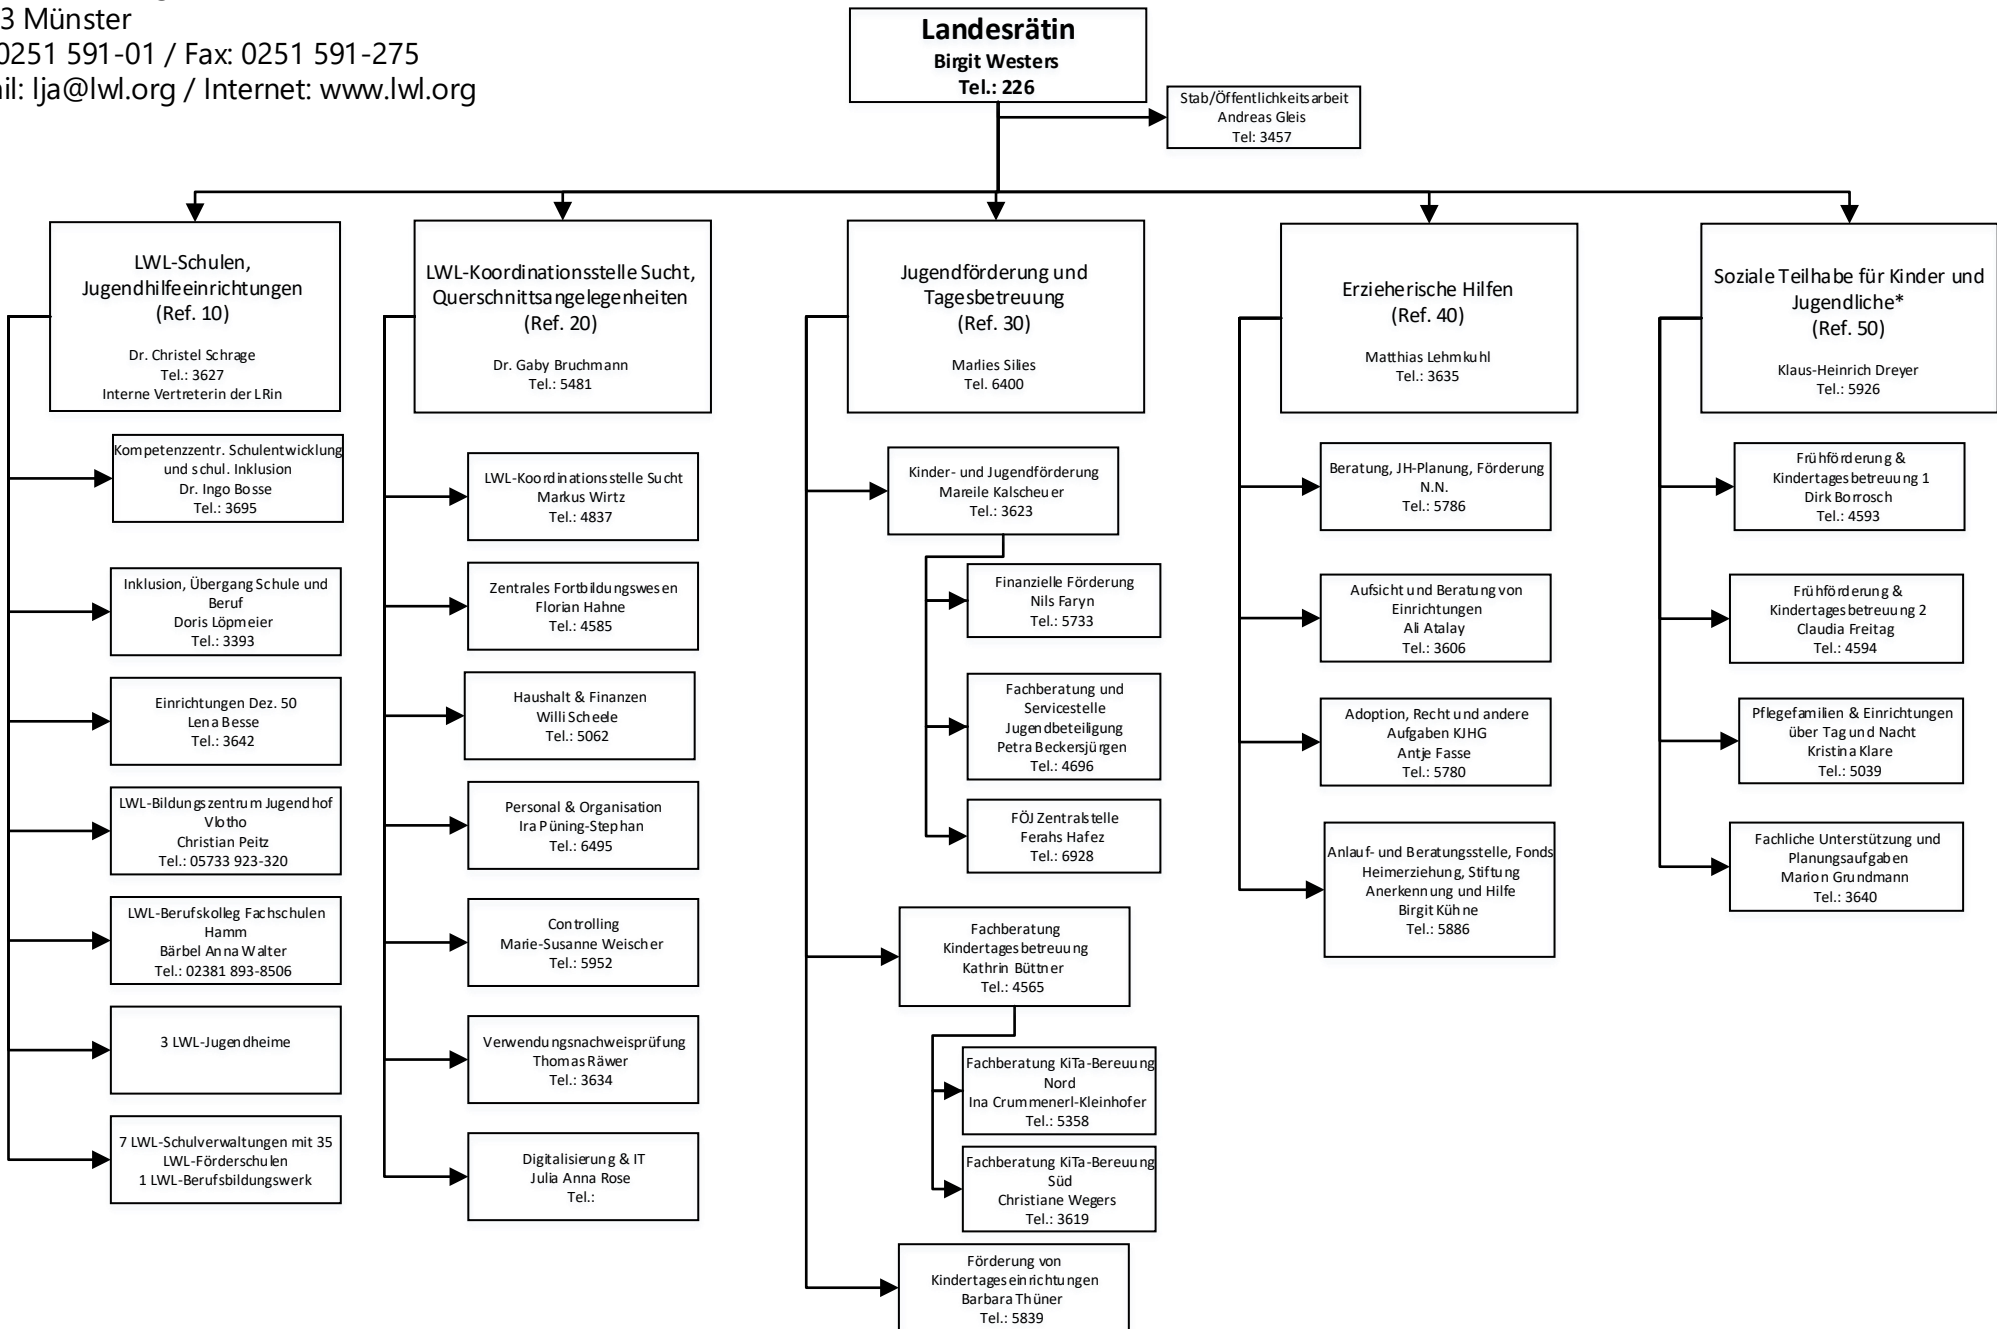 3 Münster
0251 591-01 / Fax: 0251 591-275
lja@lwl.org / Internet: www.lwl.org
Landesrätin
Birgit Westers
Tel.: 226
Stab/Öffentlichkeitsarbeit
Andreas Gleis
Tel: 3457
LWL-Schulen,
Jugendhilfeeinrichtungen
(Ref. 10)
Dr. Christel Schrage
Tel.: 3627
Interne Vertreterin der LRin
Kompetenzzentr. Schulentwicklung
und schul. Inklusion
Dr. Ingo Bosse
Tel.: 3695
Inklusion, Übergang Schule und
Beruf
Doris Löpmeier
Tel.: 3393
Einrichtungen Dez. 50
Lena Besse
Tel.: 3642
LWL-Bildungszentrum Jugendhof
Vlotho
Christian Peitz
Tel.: 05733 923-320
LWL-Berufskolleg Fachschulen
Hamm
Bärbel Anna Walter
Tel.: 02381 893-8506
3 LWL-Jugendheime
7 LWL-Schulverwaltungen mit 35
LWL-Förderschulen
1 LWL-Berufsbildungswerk
LWL-Koordinationsstelle Sucht,
Querschnittsangelegenheiten
(Ref. 20)
Dr. Gaby Bruchmann
Tel.: 5481
LWL-Koordinationsstelle Sucht
Markus Wirtz
Tel.: 4837
Zentrales Fortbildungswesen
Florian Hahne
Tel.: 4585
Haushalt & Finanzen
Willi Scheele
Tel.: 5062
Personal & Organisation
Ira Püning-Stephan
Tel.: 6495
Controlling
Marie-Susanne Weischer
Tel.: 5952
Verwendungsnachweisprüfung
Thomas Räwer
Tel.: 3634
Digitalisierung & IT
Julia Anna Rose
Tel.:
Jugendförderung und
Tagesbetreuung
(Ref. 30)
Marlies Silies
Tel. 6400
Kinder- und Jugendförderung
Mareile Kalscheuer
Tel.: 3623
Finanzielle Förderung
Nils Faryn
Tel.: 5733
Fachberatung und
Servicestelle
Jugendbeteiligung
Petra Beckersjürgen
Tel.: 4696
FÖJ Zentralstelle
Ferahs Hafez
Tel.: 6928
Fachberatung
Kindertagesbetreuung
Kathrin Büttner
Tel.: 4565
Fachberatung KiTa-Bereuung
Nord
Ina Crummenerl-Kleinhofer
Tel.: 5358
Fachberatung KiTa-Bereuung
Süd
Christiane Wegers
Tel.: 3619
Förderung von
Kindertageseinrichtungen
Barbara Thüner
Tel.: 5839
Erzieherische Hilfen
(Ref. 40)
Matthias Lehmkuhl
Tel.: 3635
Beratung, JH-Planung, Förderung
N.N.
Tel.: 5786
Aufsicht und Beratung von
Einrichtungen
Ali Atalay
Tel.: 3606
Adoption, Recht und andere
Aufgaben KJHG
Antje Fasse
Tel.: 5780
Anlauf- und Beratungsstelle, Fonds
Heimerziehung, Stiftung
Anerkennung und Hilfe
Birgit Kühne
Tel.: 5886
Soziale Teilhabe für Kinder und
Jugendliche*
(Ref. 50)
Klaus-Heinrich Dreyer
Tel.: 5926
Frühförderung &
Kindertagesbetreuung 1
Dirk Borrosch
Tel.: 4593
Frühförderung &
Kindertagesbetreuung 2
Claudia Freitag
Tel.: 4594
Pflegefamilien & Einrichtungen
über Tag und Nacht
Kristina Klare
Tel.: 5039
Fachliche Unterstützung und
Planungsaufgaben
Marion Grundmann
Tel.: 3640